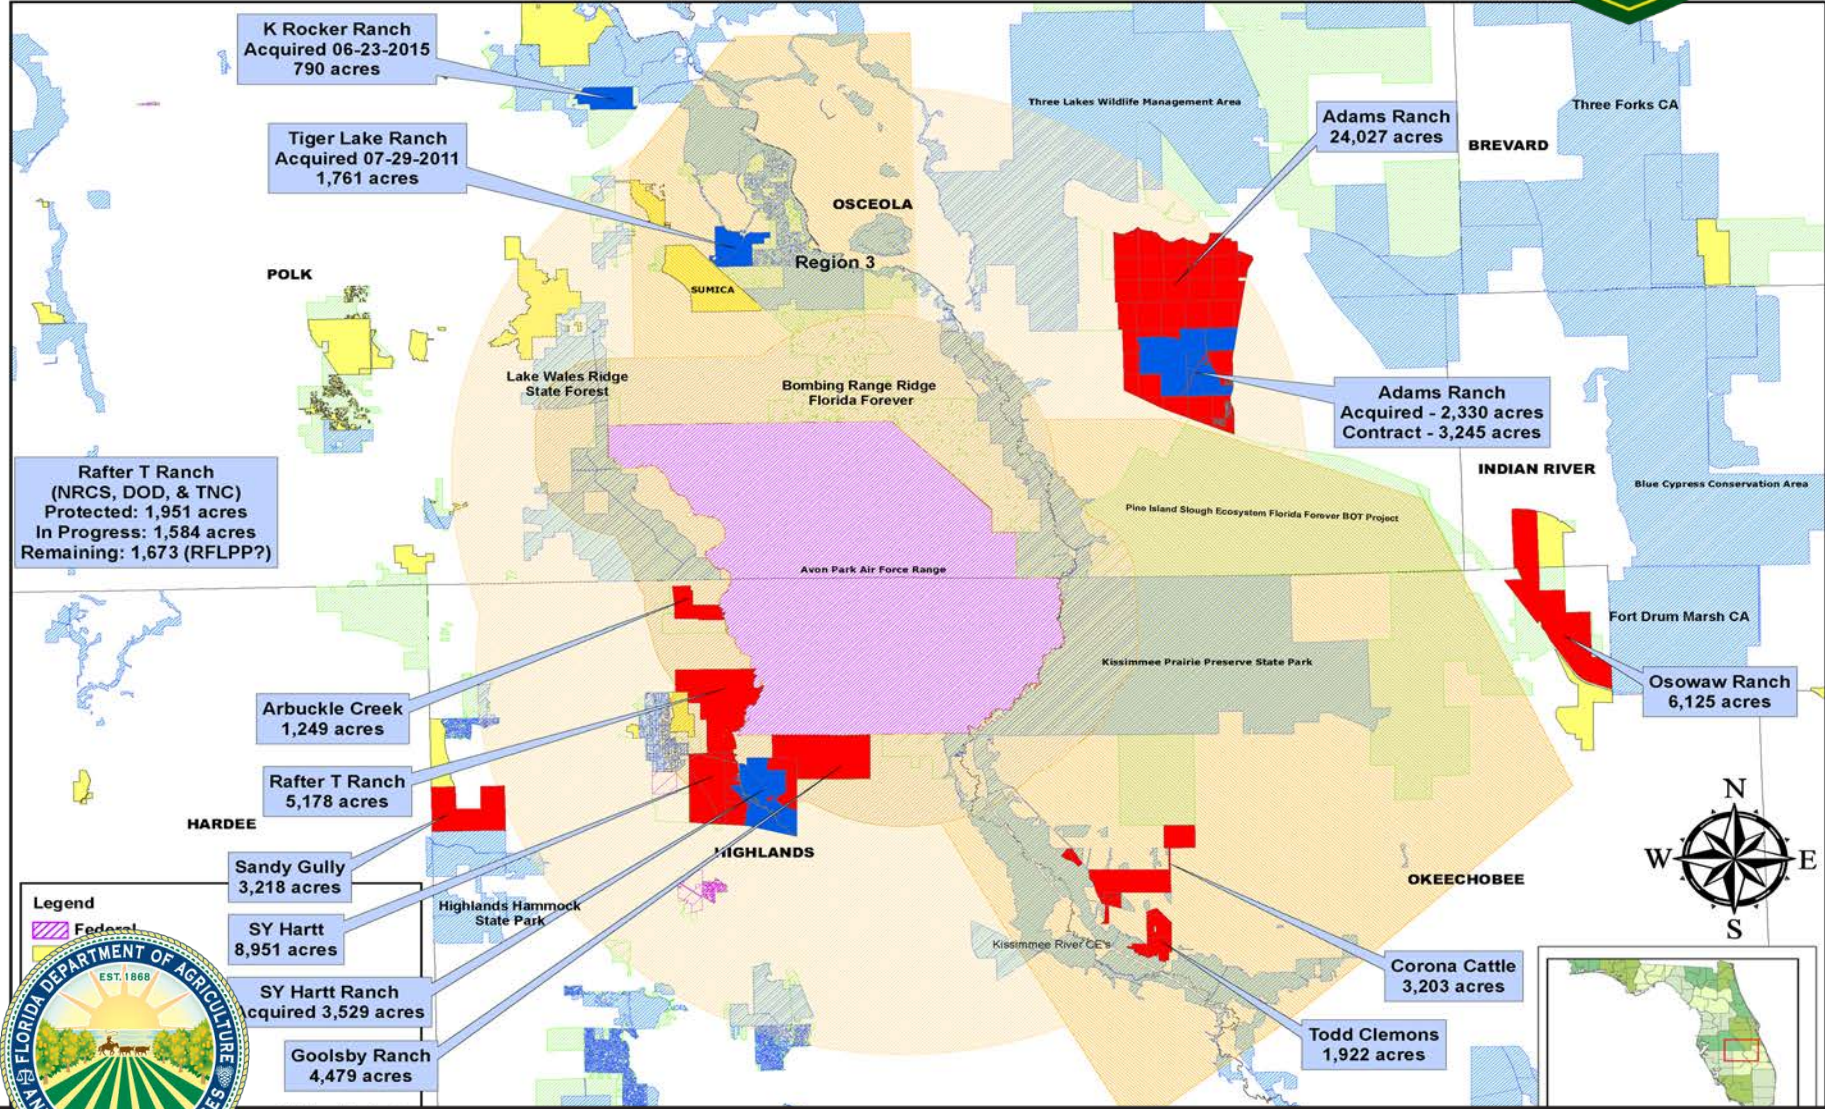 K Rocker Ranch
Acquired 06-23-2015
790 acres
Tiger Lake Ranch
Acquired 07-29-2011
1,761 acres
Three Lakes Wildlife Management Area
Adams Ranch
24,027 acres
BREVARD
Three Forks CA
OSCEOLA
Region 3
POLK
SUMICA
Lake Wales Ridge
State Forest
Bombing Range Ridge
Florida Forever
Adams Ranch
Acquired - 2,330 acres
Contract - 3,245 acres
Rafter T Ranch
(NRCS, DOD, & TNC)
Protected: 1,951 acres
In Progress: 1,584 acres
Remaining: 1,673 (RFLPP?)
INDIAN RIVER
Blue Cypress Conservation Area
Pine Island Slough Ecosystem Florida Forever BOT Project
Avon Park Air Force Range
Fort Drum Marsh CA
Kissimmee Prairie Preserve State Park
Osowaw Ranch
6,125 acres
Arbuckle Creek
1,249 acres
Rafter T Ranch
5,178 acres
HARDEE
Sandy Gully
3,218 acres
HIGHLANDS
OKEECHOBEE
N
W
E
S
Legend
Federal
Highlands Hammock
State Park
SY Hartt
8,951 acres
Kissimmee River CE's
Corona Cattle
3,203 acres
SY Hartt Ranch
Acquired 3,529 acres
Todd Clemons
1,922 acres
Goolsby Ranch
4,479 acres
FLORIDA DEPARTMENT OF AGRICULTURE
EST. 1868